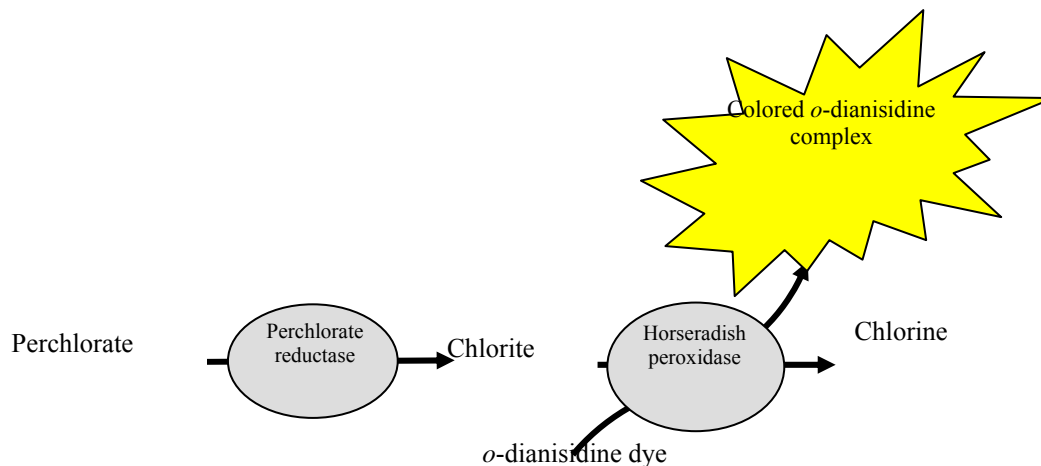 Colored o-dianisidine
complex
Perchlorate
Perchlorate
reductase
Chlorite
Horseradish
peroxidase
Chlorine
o-dianisidine dye